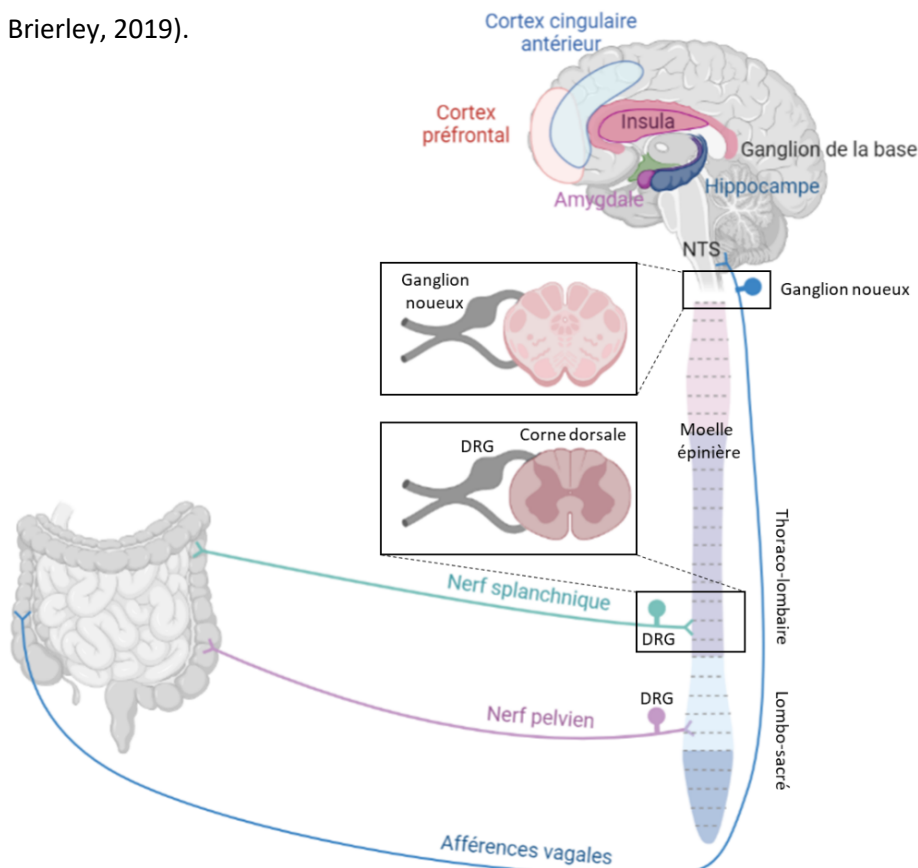 Brierley, 2019).
Cortex cingulaire
antérieur
Cortex
préfrontal
Insula
Ganglion de la base
Hippocampe
Amygdale
NTS
Ganglion
noueux
Ganglion noueux
DRG
Corne dorsale
Moelle
épinière
Thoraco-lombaire
Nerf splanchnique
DRG
DRG
Nerf pelvien
Lombo-sacré
Afférences vagales